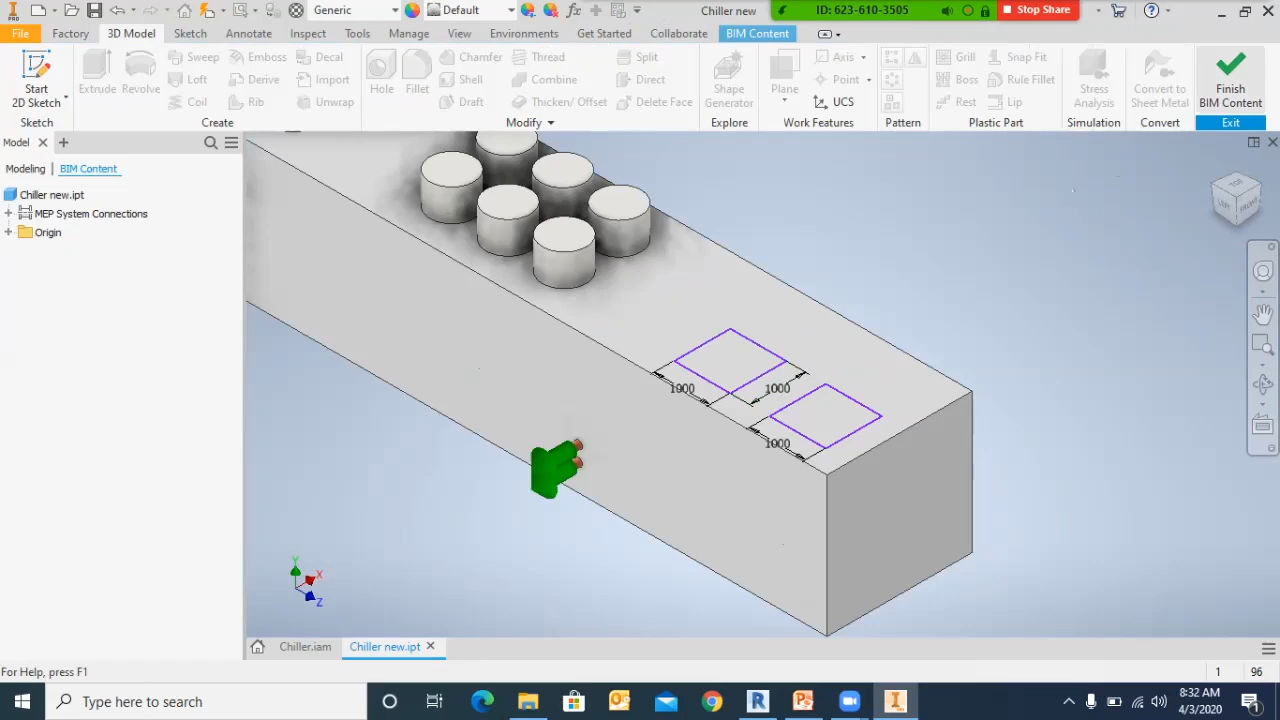 Generic
Default
Chiller new
ID: 623-610-3505
Stop Share
File
Factory
3D Model
Sketch
Annotate
Inspect
Tools
Manage
View
Environments
Get Started
Collaborate
BIM Content
Start
2D Sketch
Extrude
Revolve
Sweep
Emboss
Decal
Loft
Derive
Import
Coil
Rib
Unwrap
Hole
Fillet
Chamfer
Thread
Split
Shell
Combine
Direct
Draft
Thicken/ Offset
Delete Face
Shape
Generator
Plane
Axis
Point
UCS
Grill
Snap Fit
Boss
Rule Fillet
Rest
Lip
Stress
Analysis
Convert to
Sheet Metal
Finish
BIM Content
Sketch
Create
Modify
Explore
Work Features
Pattern
Plastic Part
Simulation
Convert
Exit
Model
Modeling
BIM Content
Chiller new.ipt
MEP System Connections
Origin
TOP
LEFT
FRONT
1000
1000
1000
Y
X
Z
Chiller.iam
Chiller new.ipt
For Help, press F1
1
96
Type here to search
8:32 AM
4/3/2020